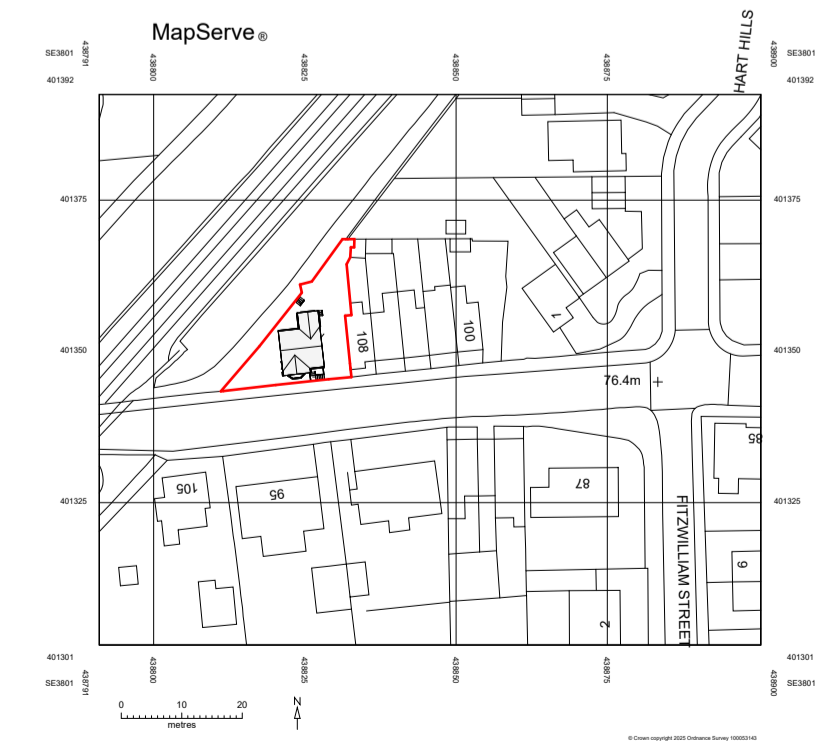 MapServe®
HART HILLS
SE3801
438791
438800
438825
438850
438875
438900
SE3801
401392
401392
401375
401375
108
100
1
401350
401350
76.4m
85
105
95
87
401325
401325
FITZWILLIAM STREET
9
2
401301
401301
SE3801
438791
438800
438825
438850
438875
438900
SE3801
0 10 20
metres
N
© Crown copyright 2025 Ordnance Survey 100053143